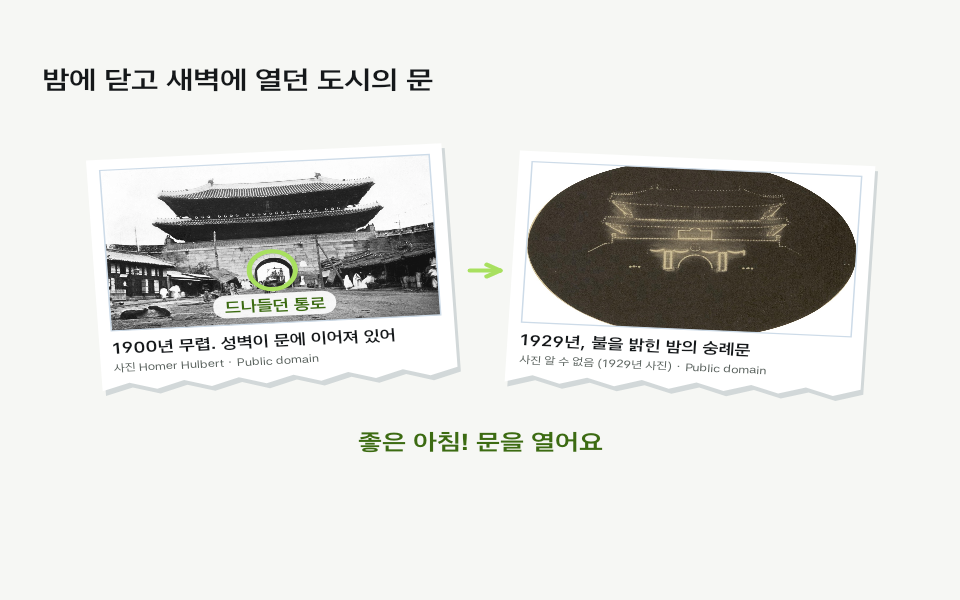 밤에 닫고 새벽에 열던 도시의 문
드나들던 통로
1900년 무렵. 성벽이 문에 이어져 있어
사진 Homer Hulbert · Public domain
1929년, 불을 밝힌 밤의 숭례문
사진 알 수 없음 (1929년 사진) · Public domain
좋은 아침! 문을 열어요